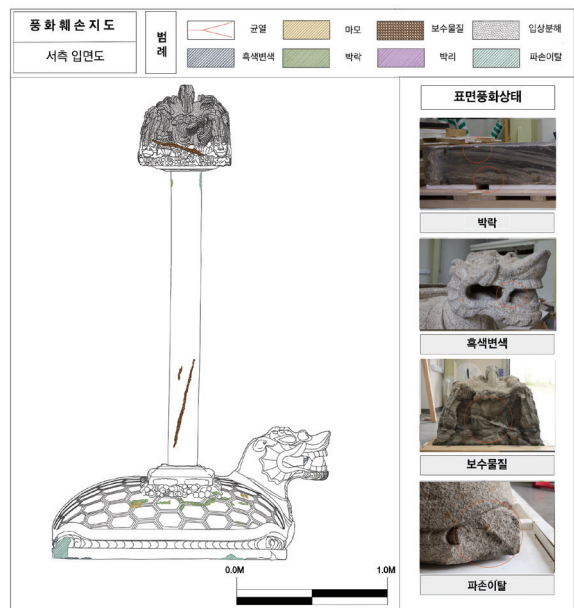 풍 화 훼 손 지 도
서측 입면도
범례
균열
마모
보수물질
입상분해
흑색변색
박락
박리
파손이탈
표면풍화상태
박락
흑색변색
보수물질
파손이탈
0.0M
1.0M